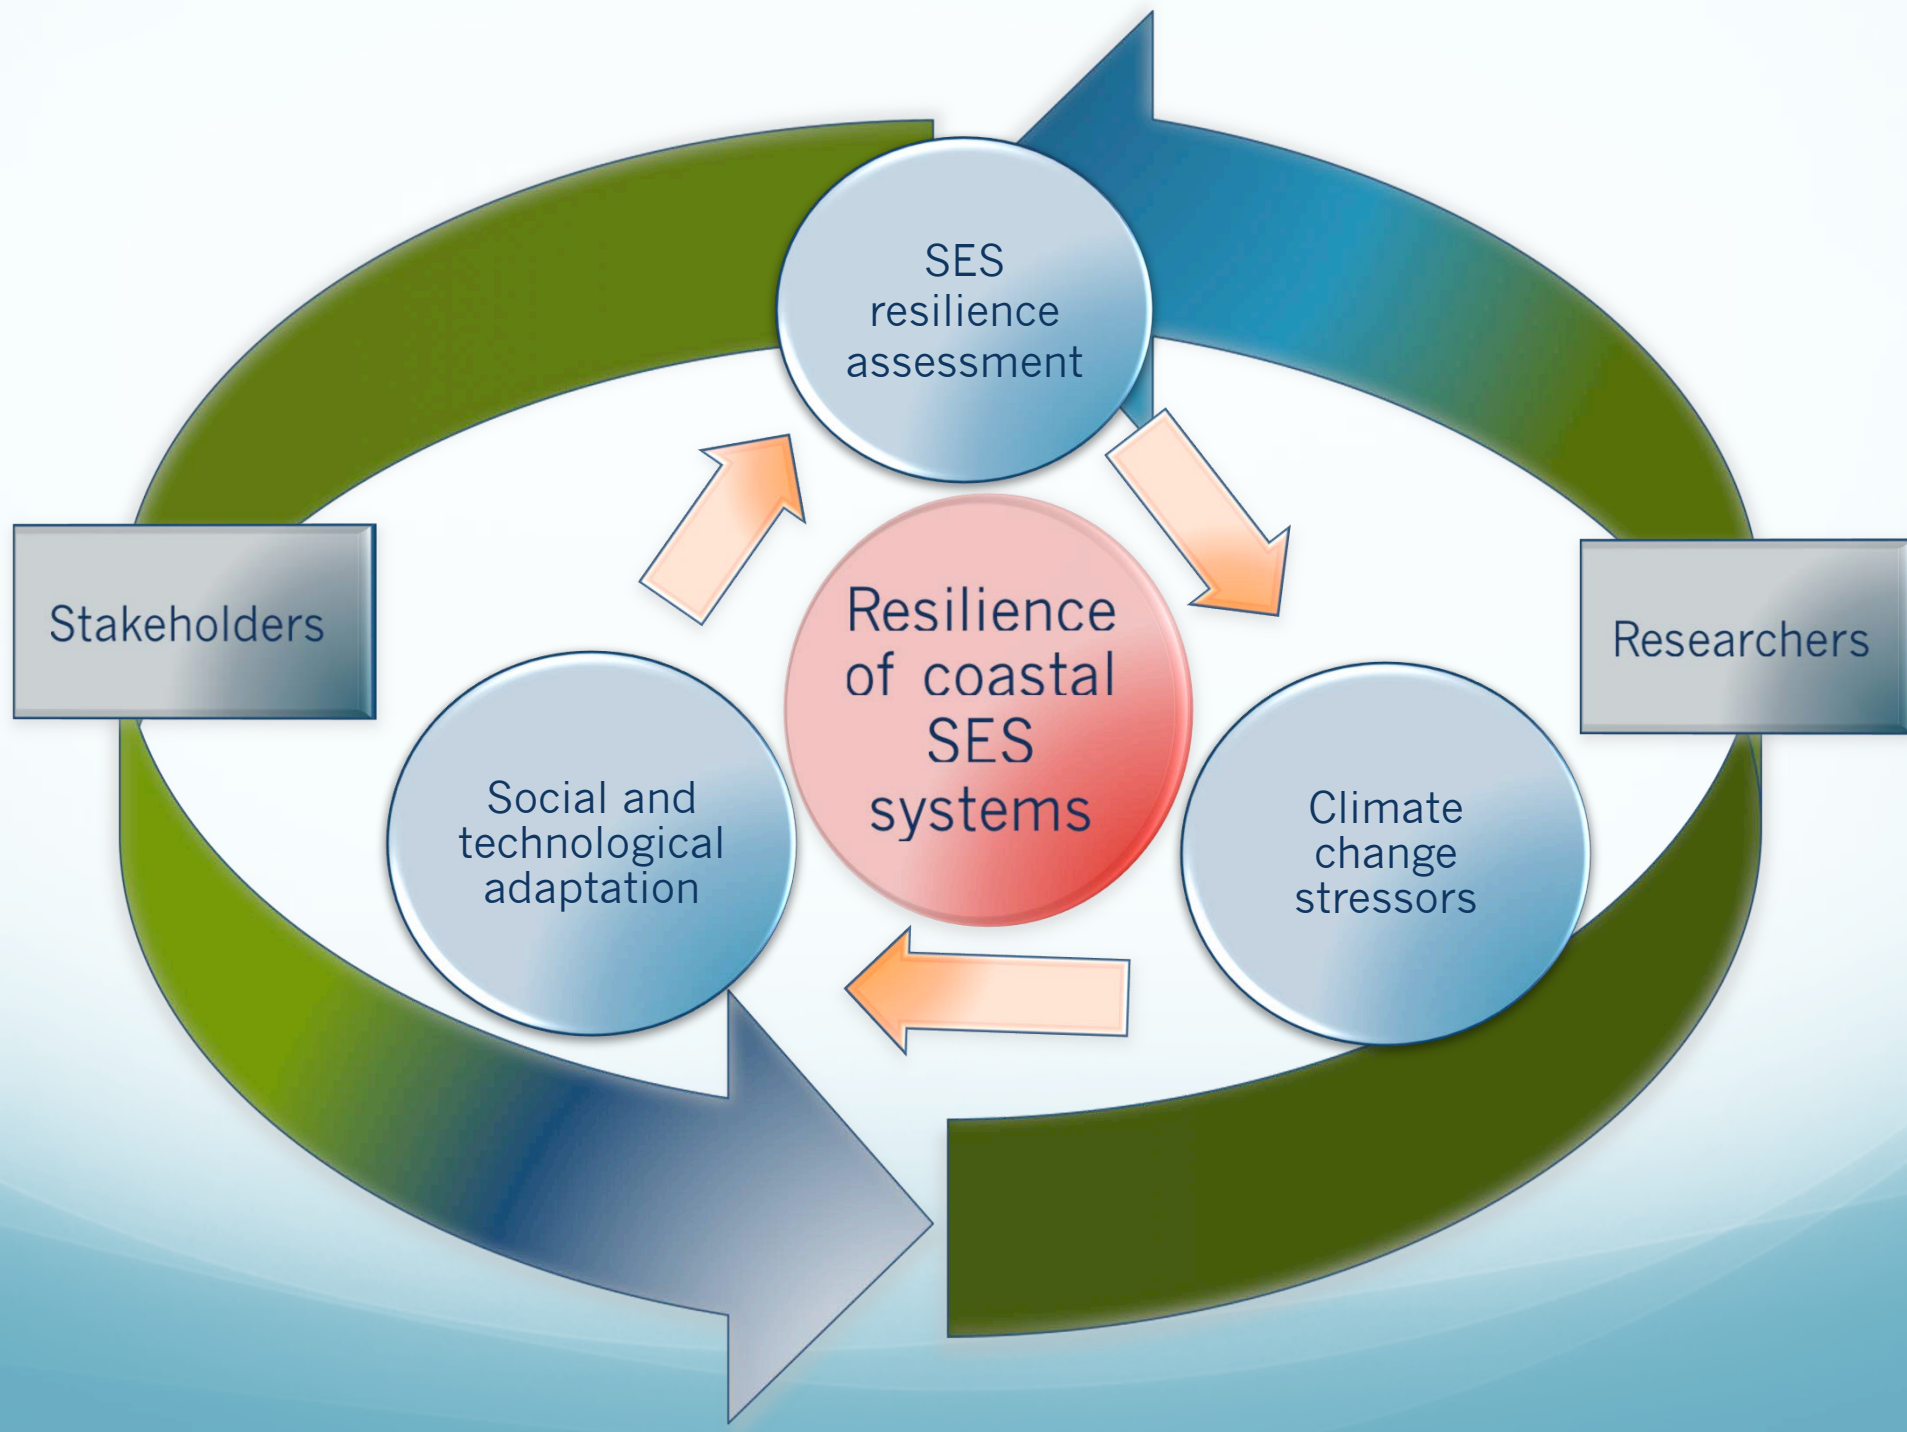 SES
resilience
assessment
Stakeholders
Resilience
of coastal
SES
systems
Researchers
Social and
technological
adaptation
Climate
change
stressors